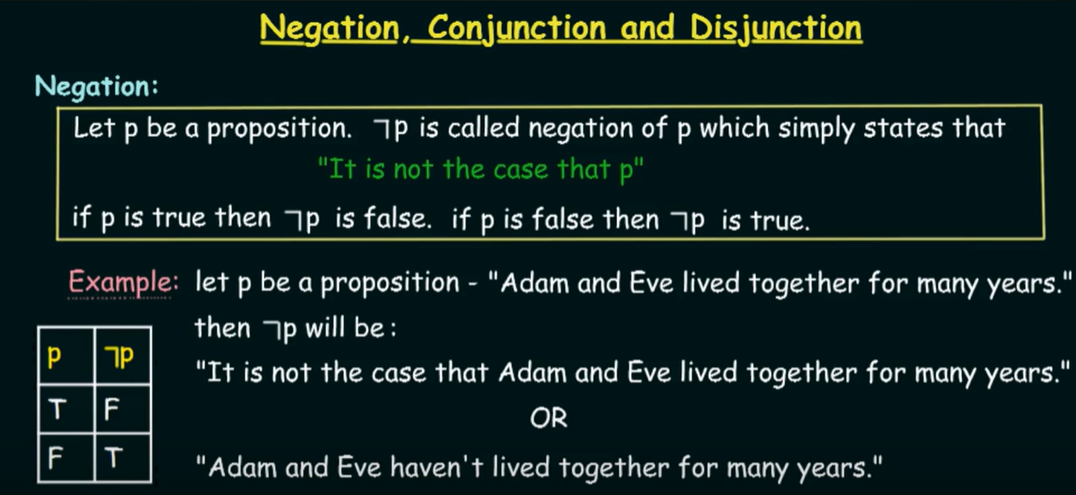 Negation, Conjunction and Disjunction
Negation:
Let p be a proposition. ¬p is called negation of p which simply states that
"It is not the case that p"
if p is true then ¬p is false. if p is false then ¬p is true.
Example: let p be a proposition - "Adam and Eve lived together for many years."
then ¬p will be:
"It is not the case that Adam and Eve lived together for many years."
OR
"Adam and Eve haven't lived together for many years."
p ¬p
T F
F T